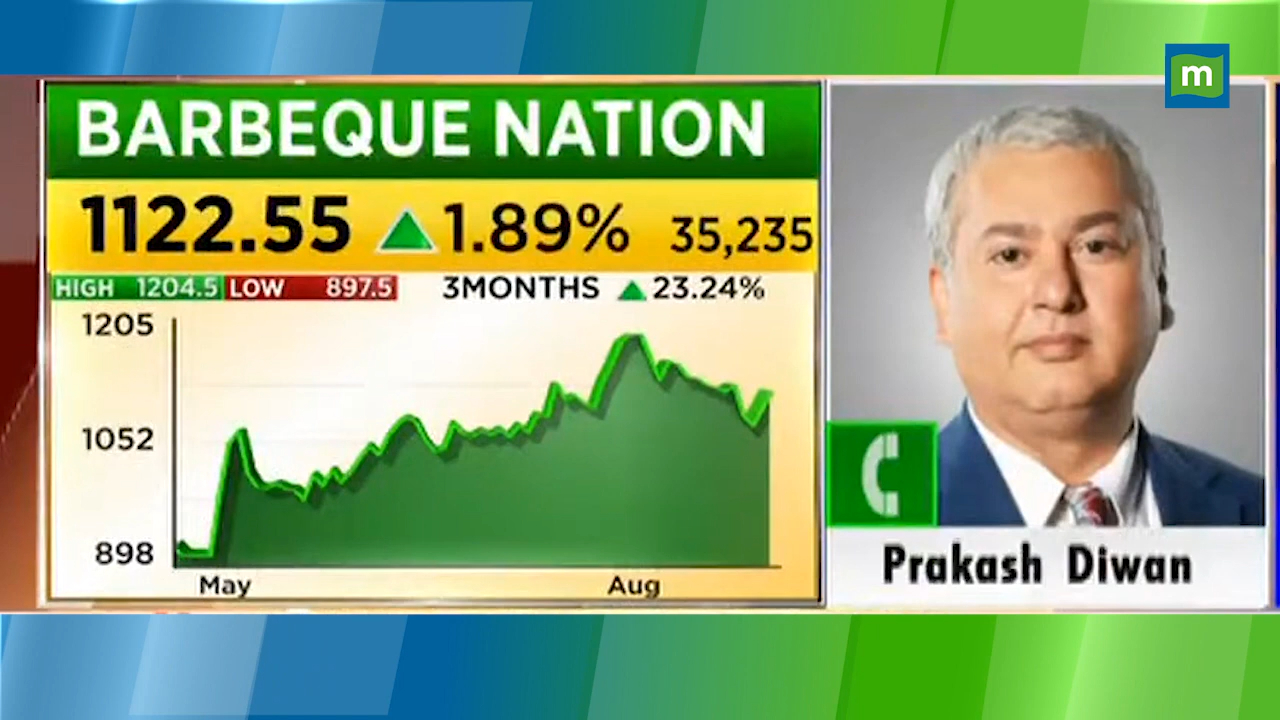 m
BARBEQUE NATION
1122.55 ▲ 1.89% 35,235
HIGH 1204.5 LOW 897.5 3MONTHS ▲ 23.24%
1205
1052
898
May Aug
Prakash Diwan